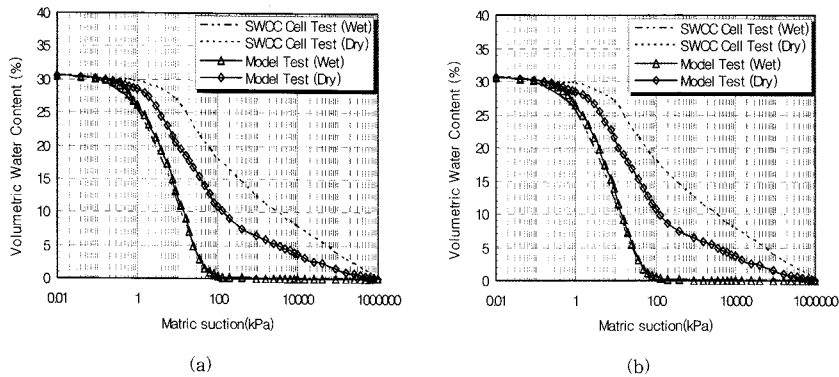 40
35
30
25
20
15
10
5
0
Volumetric Water Content (%)
SWCC Cell Test (Wet)
SWCC Cell Test (Dry)
Model Test (Wet)
Model Test (Dry)
0.01
1
100
10000
1000000
Matric suction(kPa)
(a)
40
35
30
25
20
15
10
5
0
Volumetric Water Content (%)
SWCC Cell Test (Wet)
SWCC Cell Test (Dry)
Model Test (Wet)
Model Test (Dry)
0.01
1
100
10000
1000000
Matric suction(kPa)
(b)